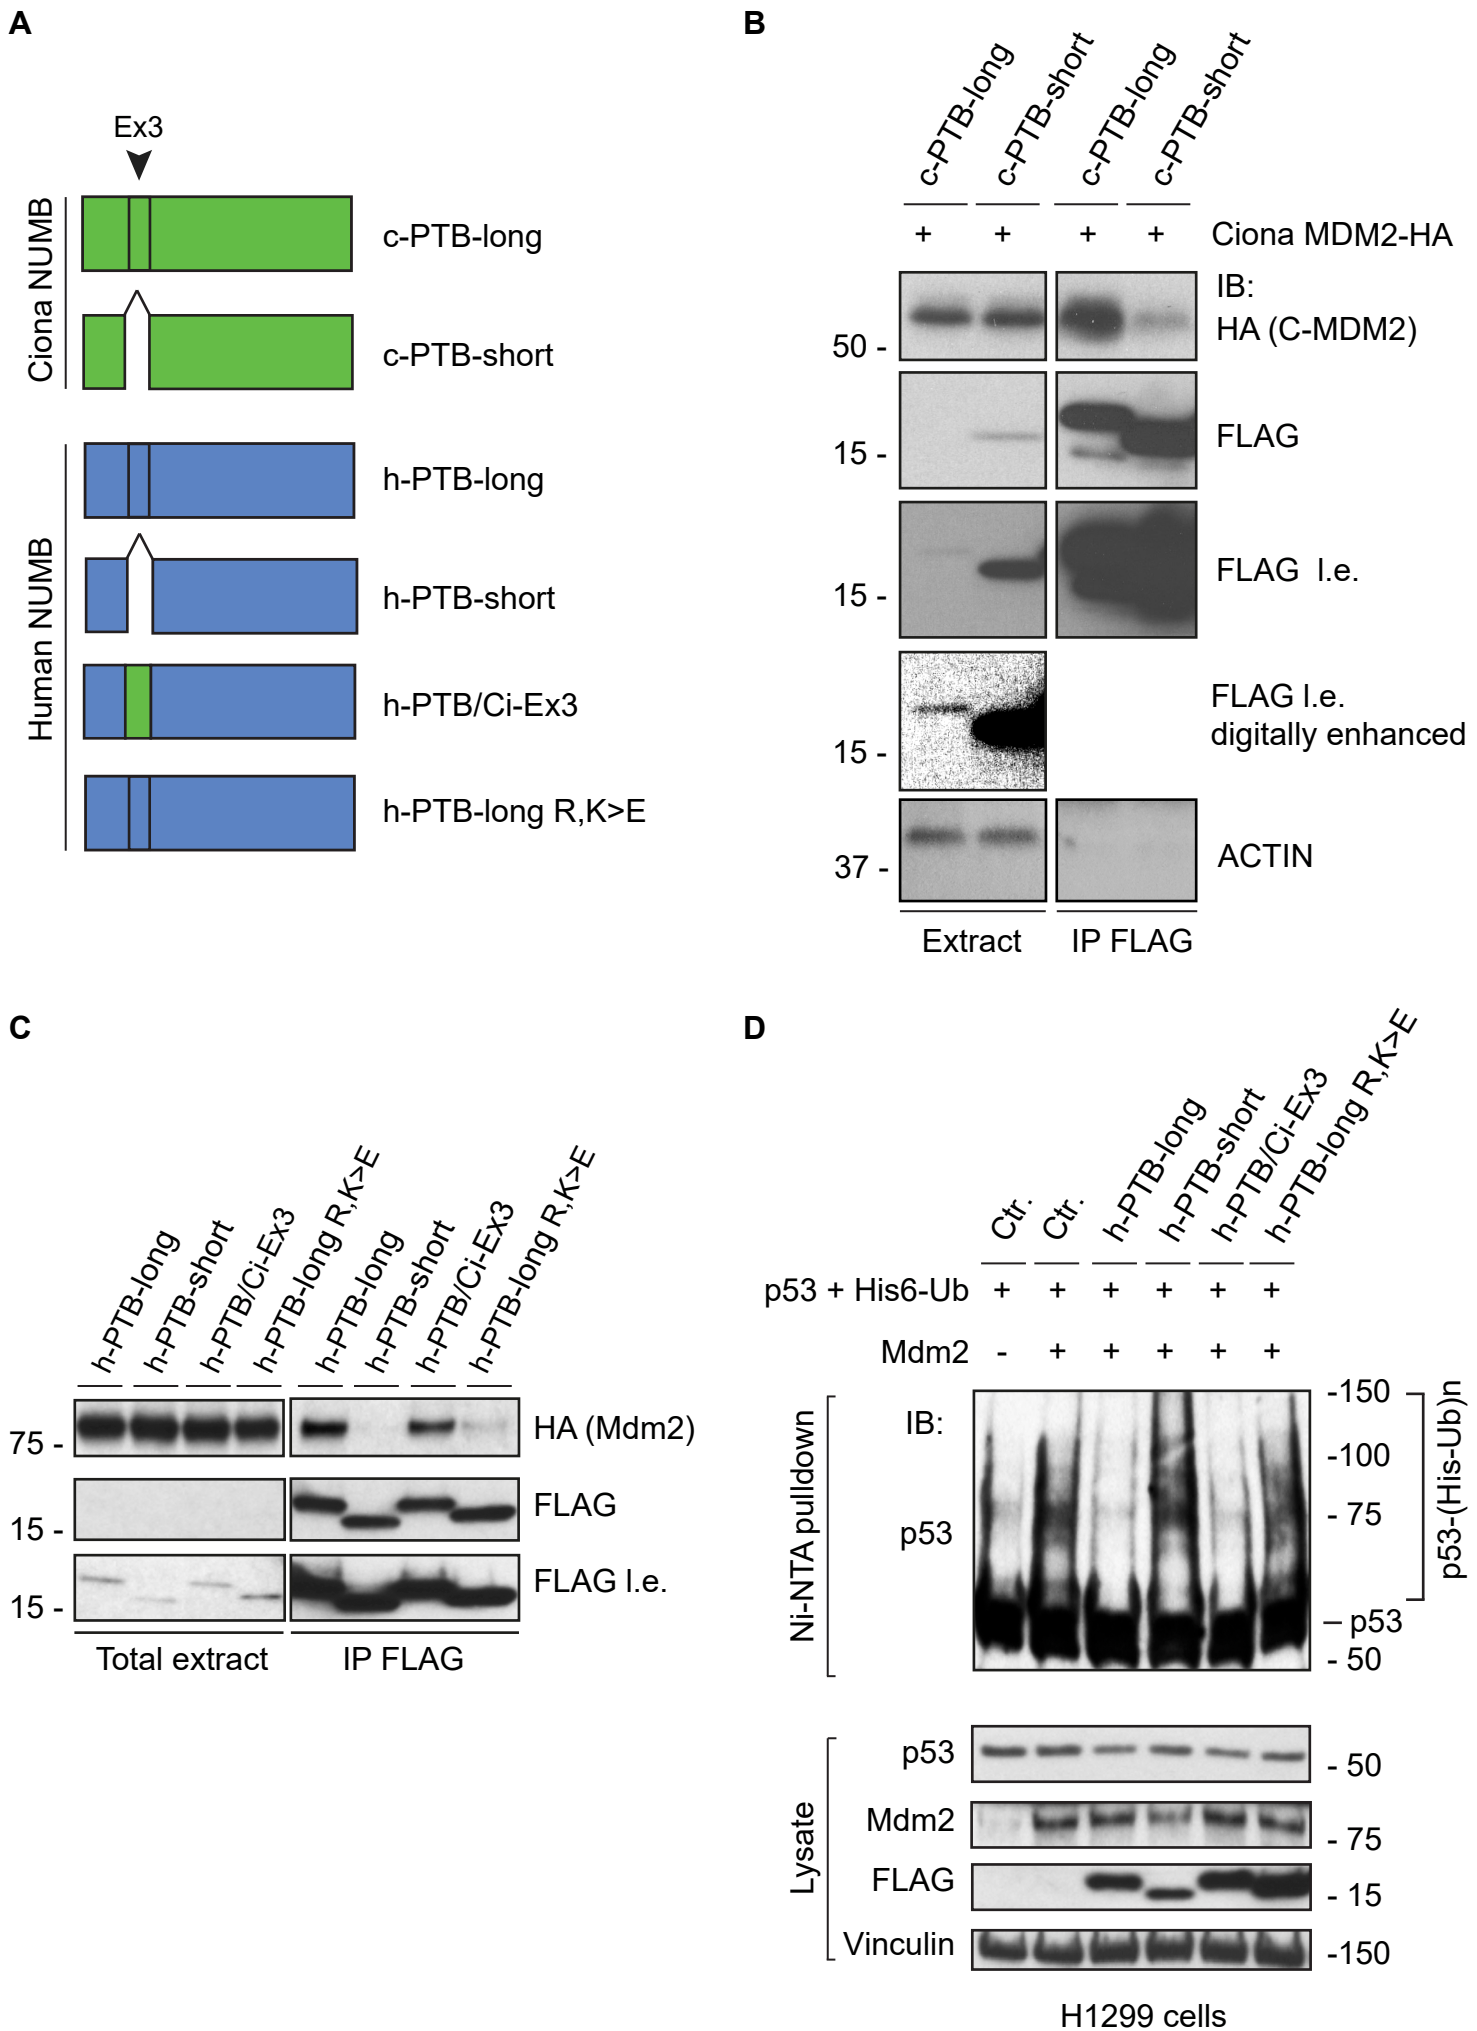 A
Ex3
Ciona NUMB
c-PTB-long
c-PTB-short
Human NUMB
h-PTB-long
h-PTB-short
h-PTB/Ci-Ex3
h-PTB-long R,K>E
B
c-PTB-long
c-PTB-short
c-PTB-long
c-PTB-short
+ + + + Ciona MDM2-HA
IB:
HA (C-MDM2)
50 -
FLAG
15 -
FLAG l.e.
15 -
FLAG l.e.
digitally enhanced
15 -
ACTIN
37 -
Extract
IP FLAG
C
h-PTB-long
h-PTB-short
h-PTB/Ci-Ex3
h-PTB-long R,K>E
h-PTB-long
h-PTB-short
h-PTB/Ci-Ex3
h-PTB-long R,K>E
75 -
HA (Mdm2)
15 -
FLAG
15 -
FLAG l.e.
Total extract
IP FLAG
D
Ctr.
Ctr.
h-PTB-long
h-PTB-short
h-PTB/Ci-Ex3
h-PTB-long R,K>E
p53 + His6-Ub + + + + + +
Mdm2 - + + + + +
Ni-NTA pulldown
IB:
p53
-150
-100
- 75
p53-(His-Ub)n
– p53
- 50
Lysate
p53
- 50
Mdm2
- 75
FLAG
- 15
Vinculin
-150
H1299 cells